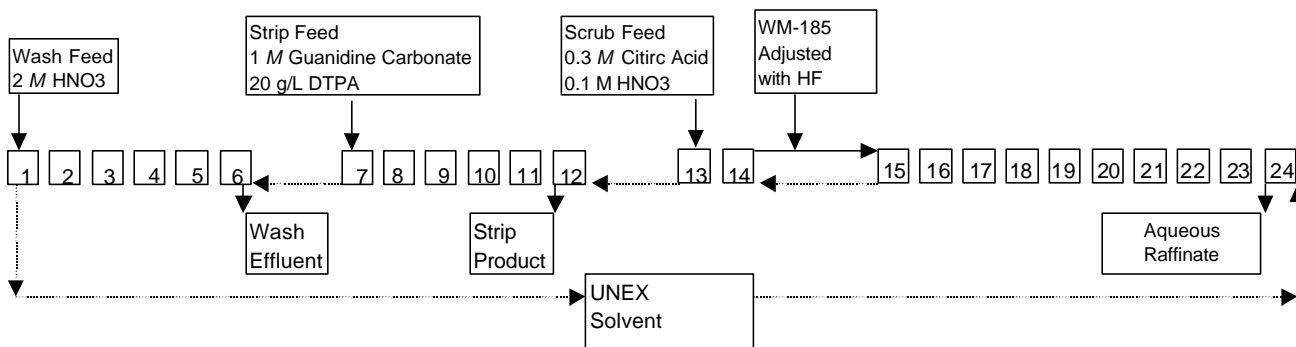 Wash Feed
2 M HNO3
Strip Feed
1 M Guanidine Carbonate
20 g/L DTPA
Scrub Feed
0.3 M Citirc Acid
0.1 M HNO3
WM-185
Adjusted
with HF
1 2 3 4 5 6 7 8 9 10 11 12 13 14 15 16 17 18 19 20 21 22 23 24
Wash
Effluent
Strip
Product
Aqueous
Raffinate
UNEX
Solvent